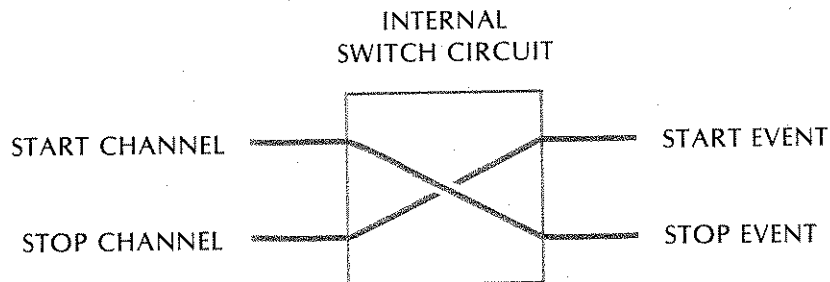 INTERNAL
SWITCH CIRCUIT
START CHANNEL
START EVENT
STOP CHANNEL
STOP EVENT